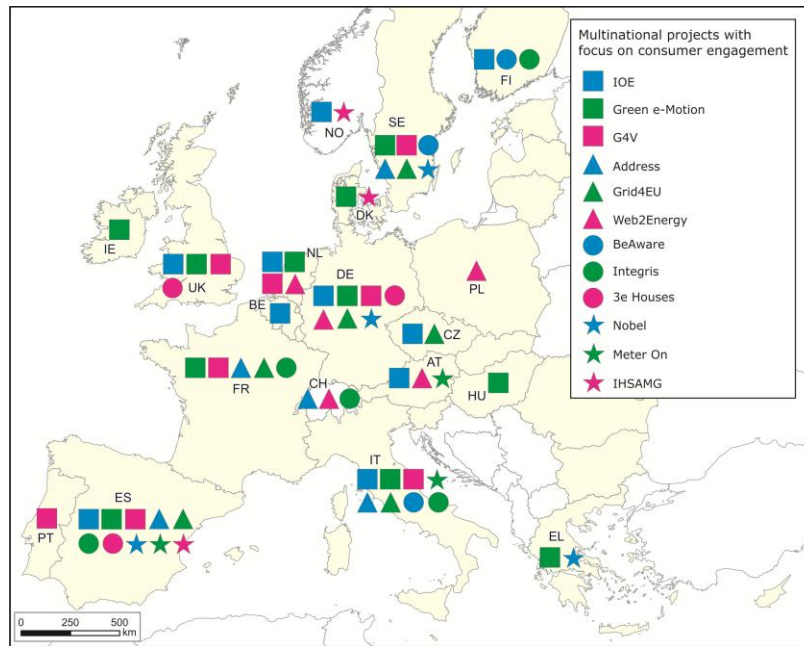 Multinational projects with
focus on consumer engagement
IOE
Green e-Motion
G4V
Address
Grid4EU
Web2Energy
BeAware
Integris
3e Houses
Nobel
Meter On
IHSAMG
FI
NO
SE
DK
IE
UK
NL
BE
DE
PL
CZ
AT
HU
FR
CH
IT
ES
PT
EL
0 250 500
km